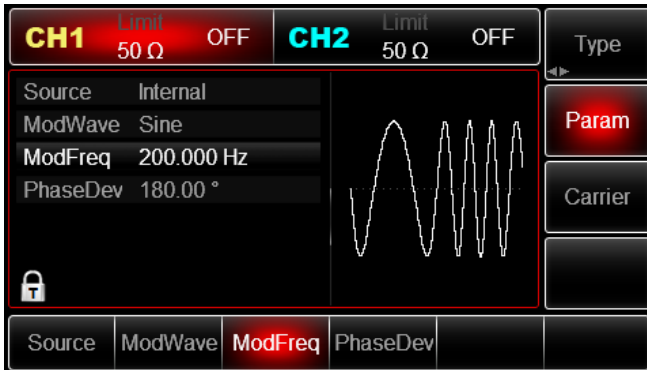 CH1 Limit 50 Ω OFF CH2 Limit 50 Ω OFF Type
Source Internal
ModWave Sine
ModFreq 200.000 Hz
PhaseDev 180.00 °
Param
Carrier
T
Source ModWave ModFreq PhaseDev